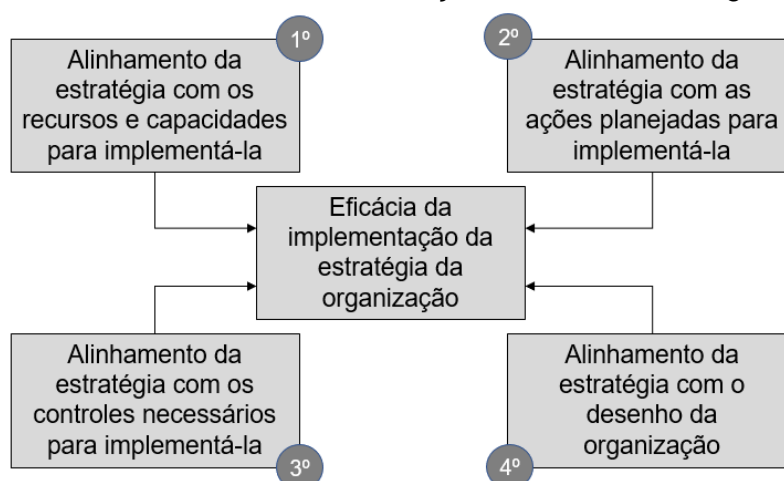 1º
Alinhamento da
estratégia com os
recursos e capacidades
para implementá-la
2º
Alinhamento da
estratégia com as
ações planejadas para
implementá-la
Eficácia da
implementação da
estratégia da
organização
Alinhamento da
estratégia com os
controles necessários
para implementá-la
3º
Alinhamento da
estratégia com o
desenho da
organização
4º